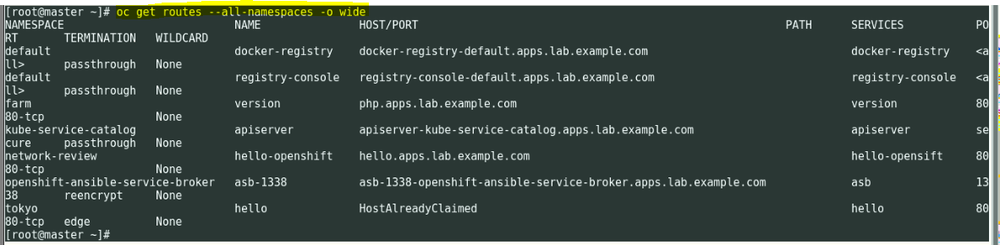 [root@master ~]# oc get routes --all-namespaces -o wide
NAMESPACE NAME HOST/PORT PATH SERVICES PO
RT TERMINATION WILDCARD
default docker-registry docker-registry-default.apps.lab.example.com docker-registry <a
ll> passthrough None
default registry-console registry-console-default.apps.lab.example.com registry-console <a
ll> passthrough None
farm version php.apps.lab.example.com version 80
80-tcp None
kube-service-catalog apiserver apiserver-kube-service-catalog.apps.lab.example.com apiserver se
cure passthrough None
network-review hello-openshift hello.apps.lab.example.com hello-opensift 80
80-tcp None
openshift-ansible-service-broker asb-1338 asb-1338-openshift-ansible-service-broker.apps.lab.example.com asb 13
38 reencrypt None
tokyo hello HostAlreadyClaimed hello 80
80-tcp edge None
[root@master ~]#